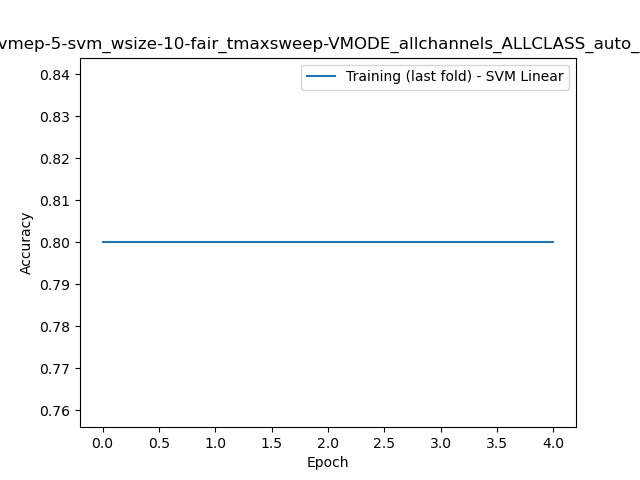 vmep-5-svm_wsize-10-fair_tmaxsweep-VMODE_allchannels_ALLCLASS_auto_
Training (last fold) - SVM Linear
0.84
0.83
0.82
0.81
0.80
0.79
0.78
0.77
0.76
Accuracy
0.0 0.5 1.0 1.5 2.0 2.5 3.0 3.5 4.0
Epoch